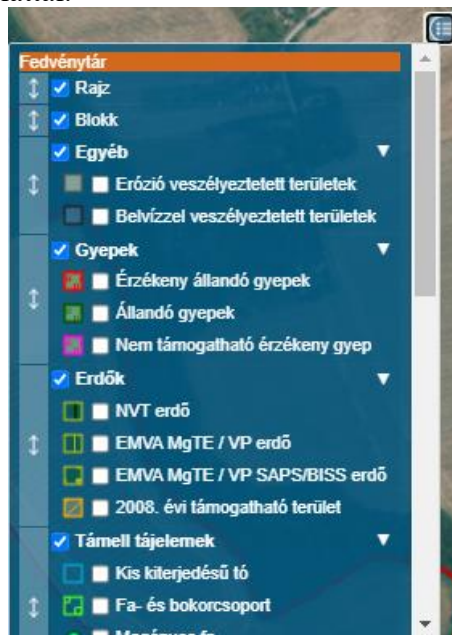 Fedvénytár
Rajz
Blokk
Egyéb
Erózió veszélyeztetett területek
Belvízzel veszélyeztetett területek
Gyepek
Érzékeny állandó gyepek
Állandó gyepek
Nem támogatható érzékeny gyep
Erdők
NVT erdő
EMVA MgTE / VP erdő
EMVA MgTE / VP SAPS/BISS erdő
2008. évi támogatható terület
Támell tájelemek
Kis kiterjedésű tó
Fa- és bokorcsoport